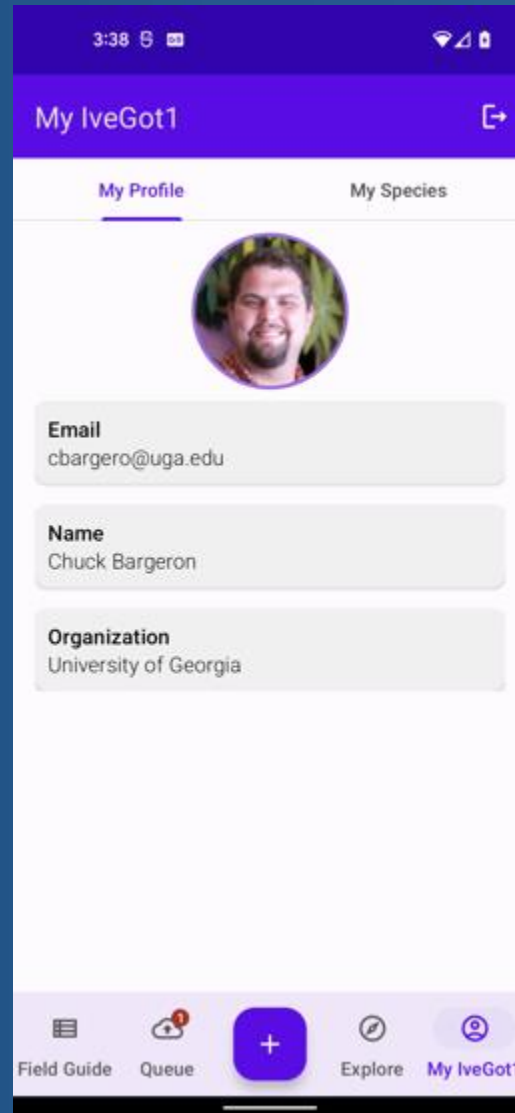 3:38
My IveGot1
My Profile
My Species
Email
cbargero@uga.edu
Name
Chuck Bargeron
Organization
University of Georgia
1
+
Field Guide
Queue
Explore
My IveGot1